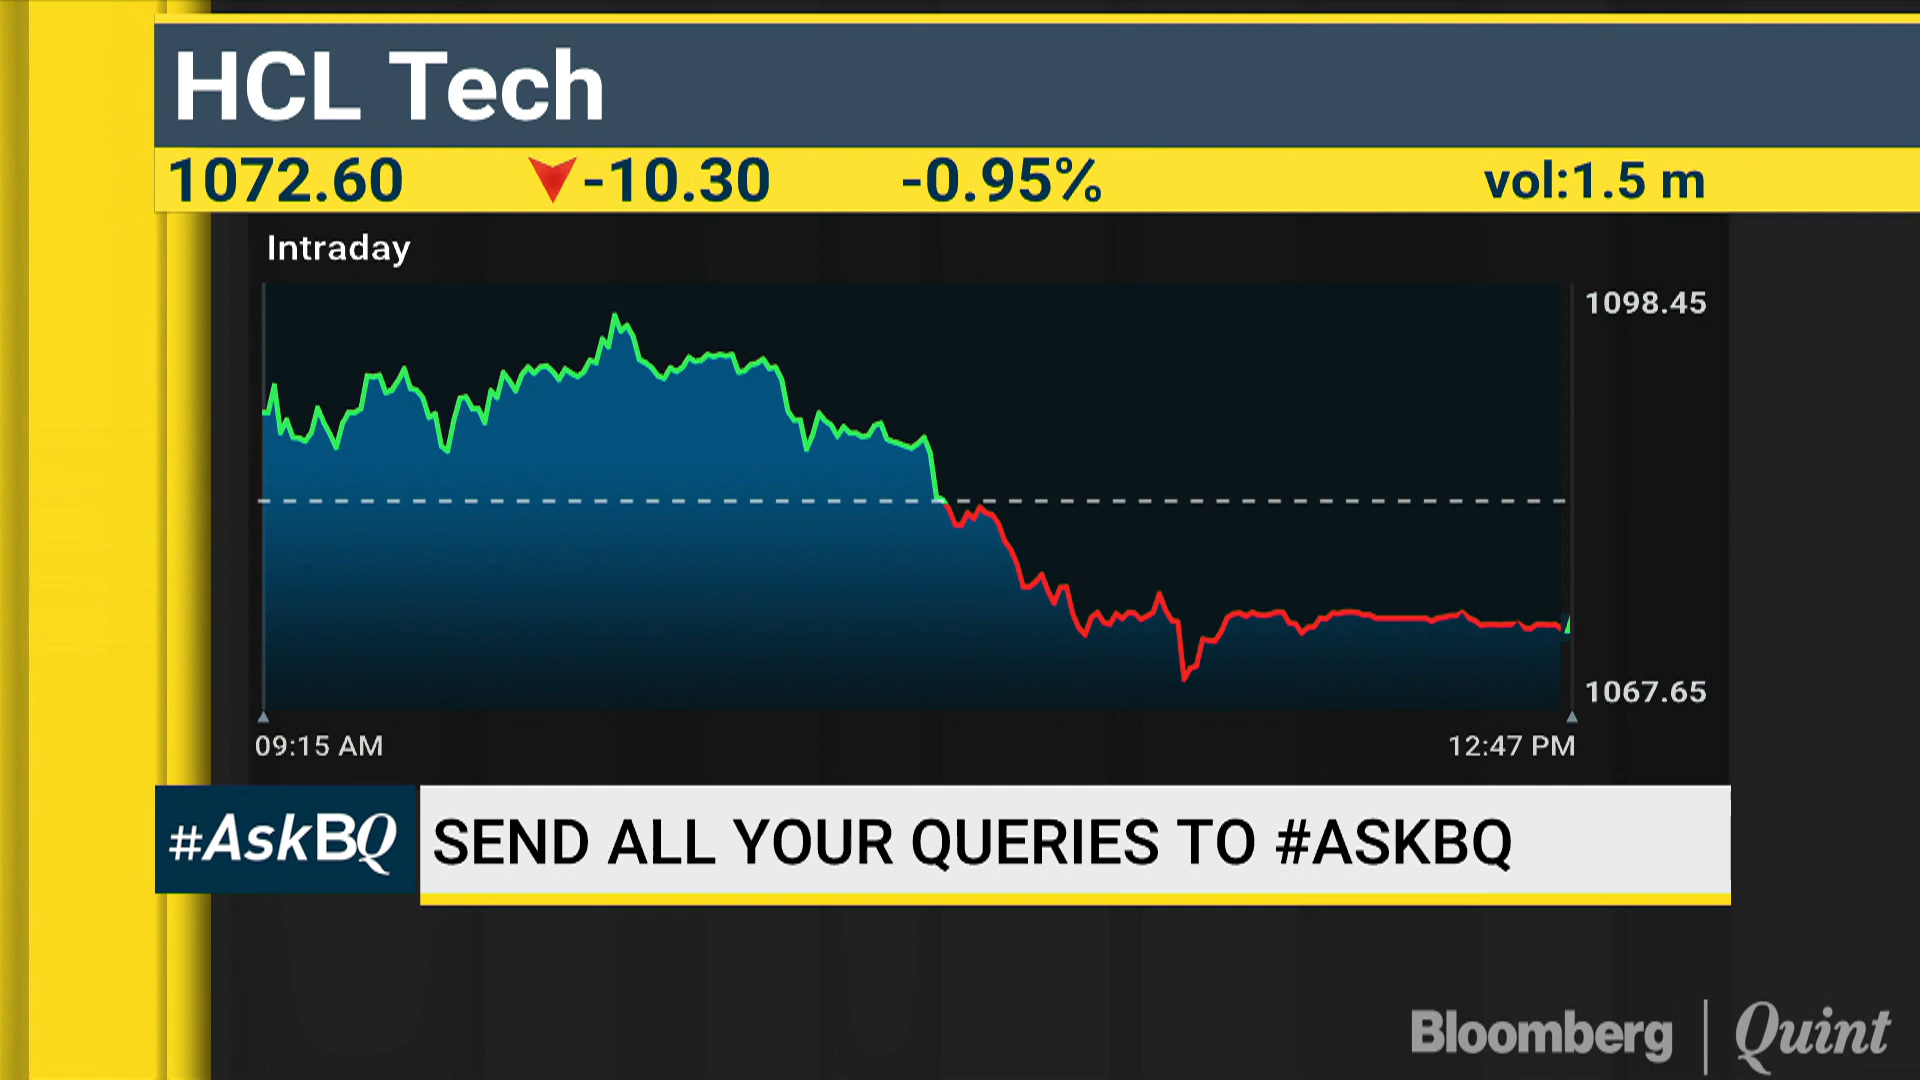 HCL Tech
1072.60 -10.30 -0.95% vol:1.5 m
Intraday
1098.45
1067.65
09:15 AM 12:47 PM
#AskBQ SEND ALL YOUR QUERIES TO #ASKBQ
Bloomberg | Quint